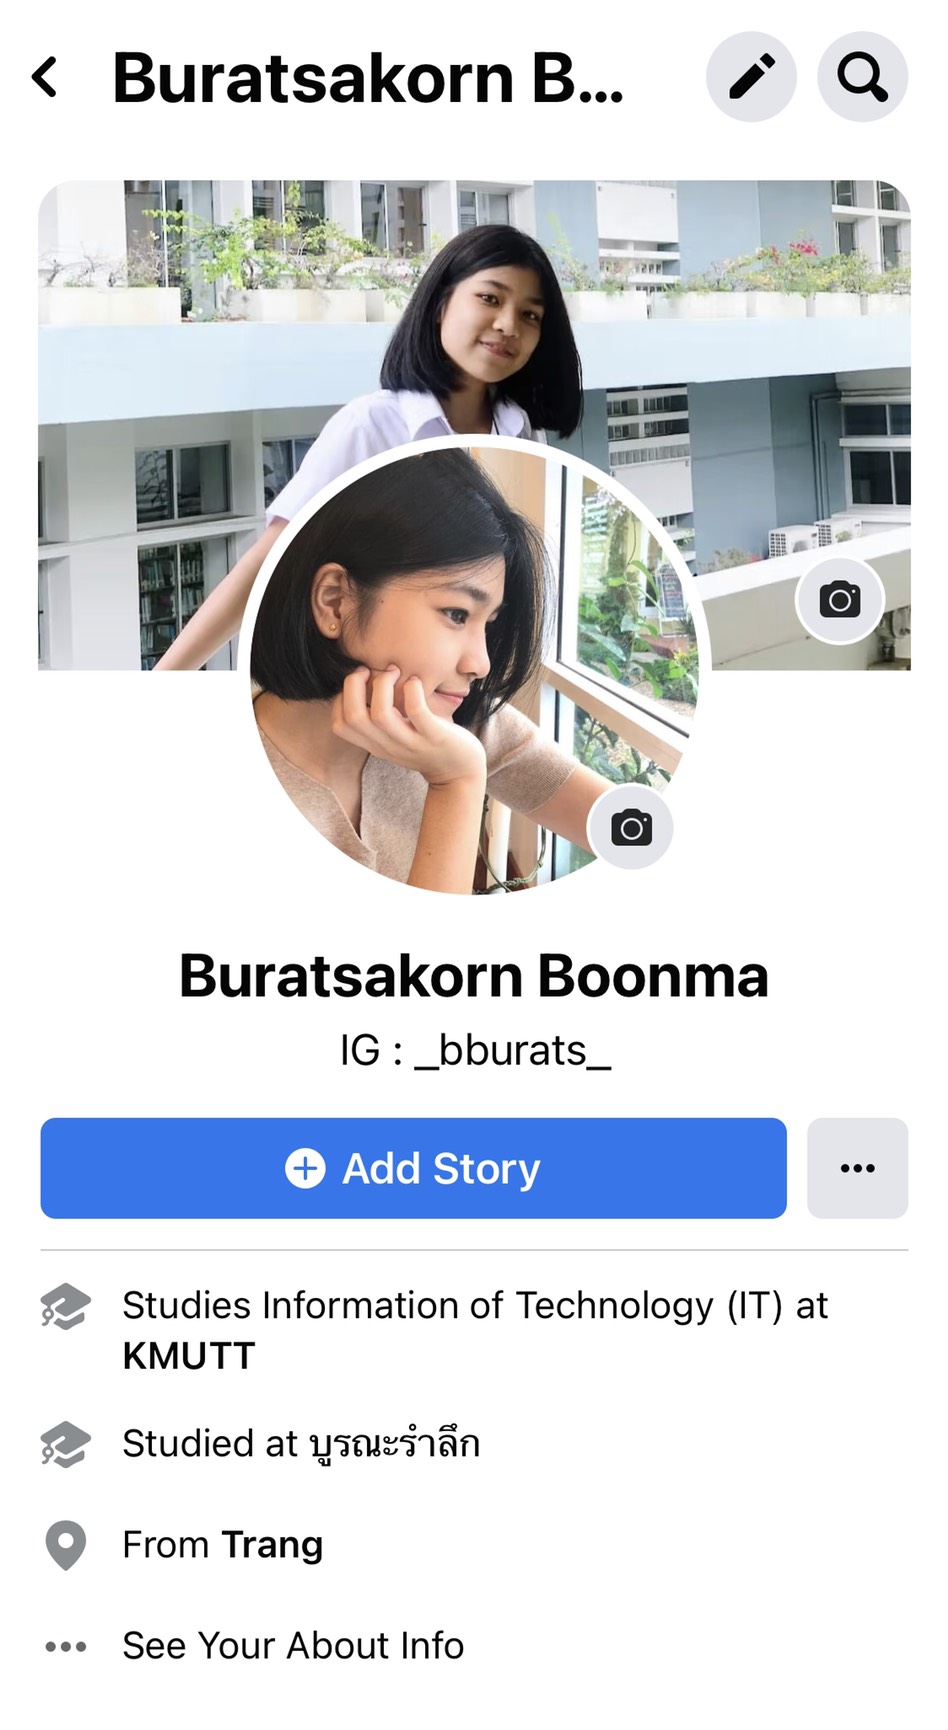 Buratsakorn B...
Buratsakorn Boonma
IG : _bburats_
Add Story
Studies Information of Technology (IT) at
KMUTT
Studied at บูรณะรำลึก
From Trang
See Your About Info